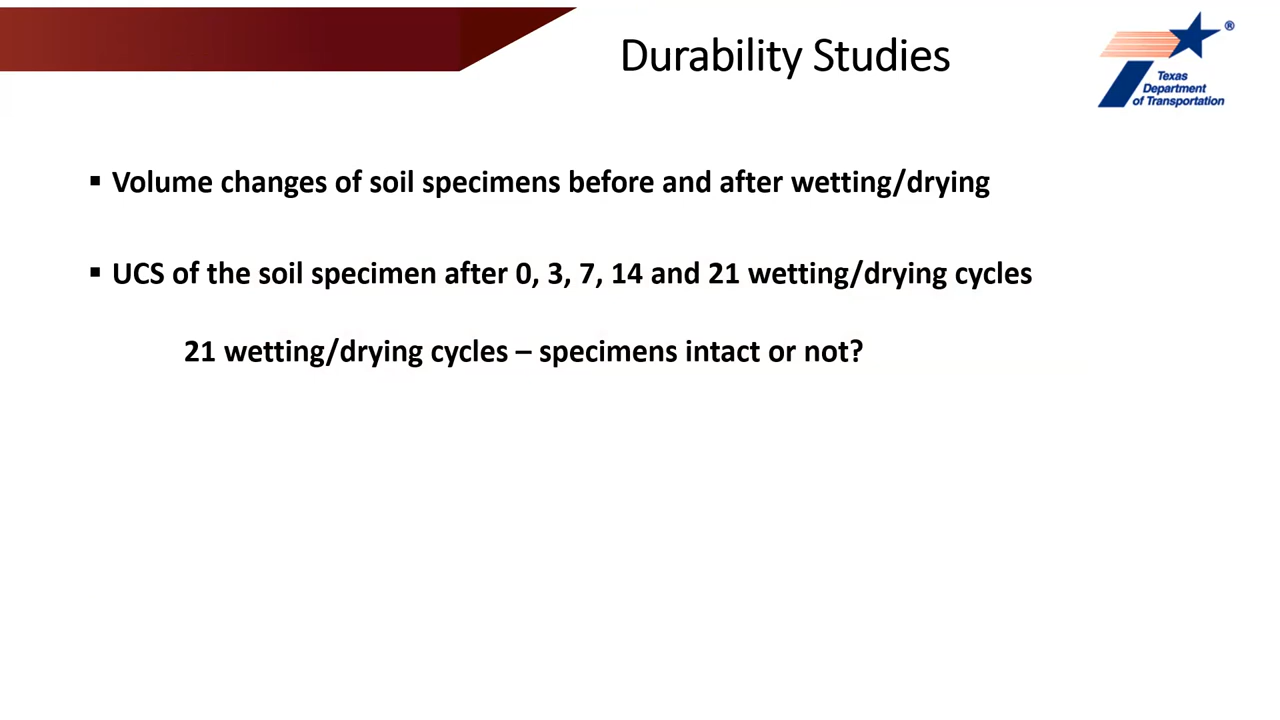 Durability Studies
®
Texas
Department
of Transportation
▪ Volume changes of soil specimens before and after wetting/drying
▪ UCS of the soil specimen after 0, 3, 7, 14 and 21 wetting/drying cycles
21 wetting/drying cycles – specimens intact or not?